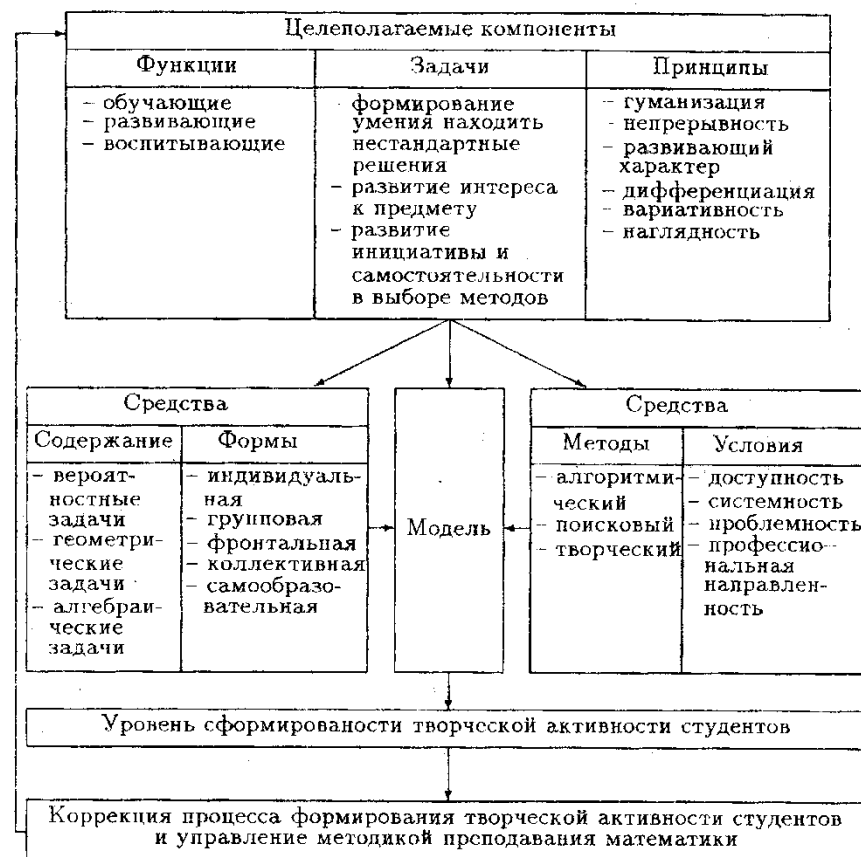 Целеполагаемые компоненты
Функции
– обучающие
– развивающие
– воспитывающие
Задачи
формирование
умения находить
нестандартные
решения
– развитие интереса
к предмету
– развитие
инициативы и
самостоятельности
в выборе методов
Принципы
– гуманизация
– непрерывность
– развивающий
характер
– дифференциация
– вариативность
– наглядность
Средства
Содержание
– вероят-
ностные
задачи
– геометри-
ческие
задачи
– алгебраи-
ческие
задачи
Формы
– индивидуаль-
ная
– групповая
– фронтальная
– коллективная
– самообразо-
вательная
Модель
Средства
Методы
– алгоритми-
ческий
– поисковый
– творческий
Условия
– доступность
– системность
– проблемность
– профессио-
нальная
направлен-
ность
Уровень сформированости творческой активности студентов
Коррекция процесса формирования творческой активности студентов
и управление методикой преподавания математики